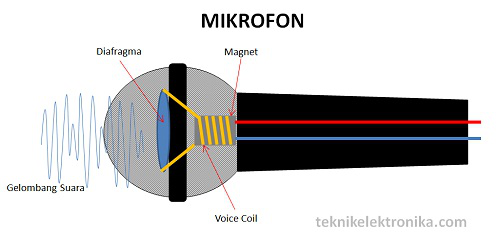 MIKROFON
Diafragma
Magnet
Gelombang Suara
Voice Coil
teknikelektronika.com